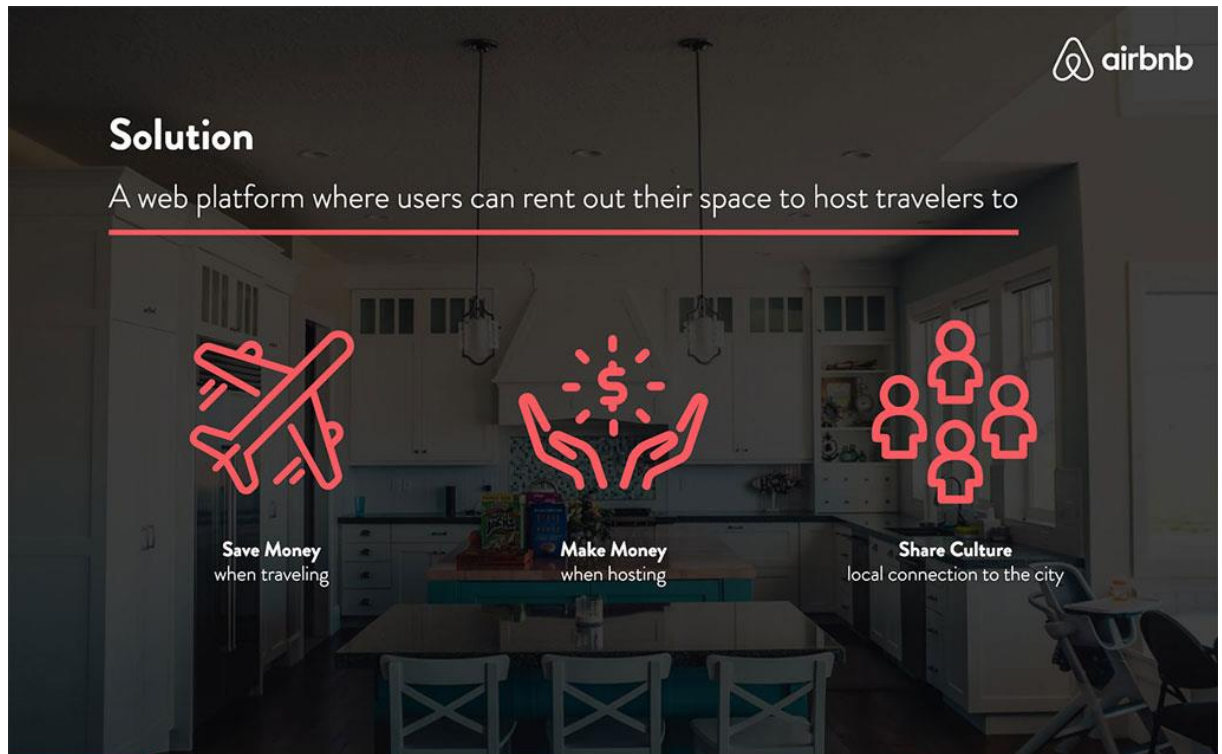 airbnb
Solution
A web platform where users can rent out their space to host travelers to
$
Save Money
when traveling
Make Money
when hosting
Share Culture
local connection to the city